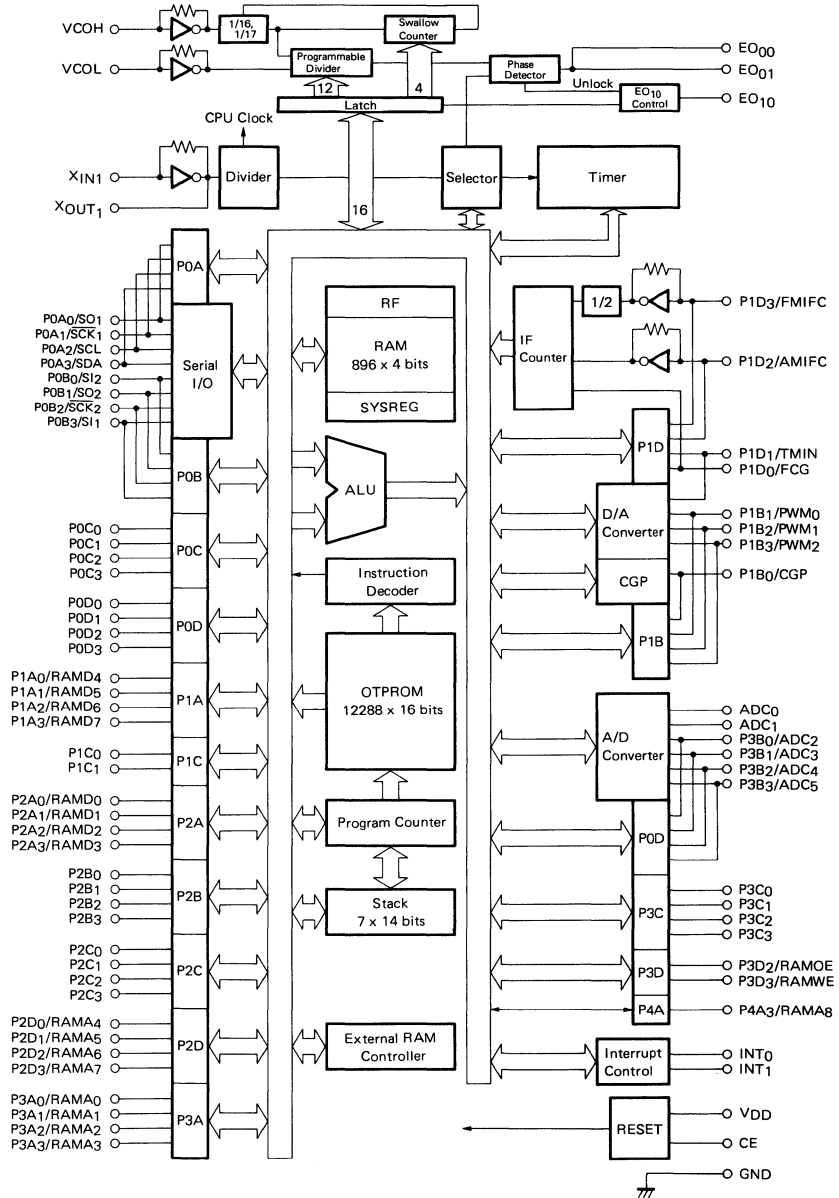 VCOH
1/16,
1/17
Swallow
Counter
VCOL
Programmable
Divider
Phase
Detector
EO00
EO01
12
4
Unlock
Latch
EO10
Control
EO10
CPU Clock
XIN1
Divider
Selector
Timer
XOUT1
16
P0A
P0A0/SO1
P0A1/SCK1
P0A2/SCL
P0A3/SDA
P0B0/SI2
P0B1/SO2
P0B2/SCK2
P0B3/SI1
Serial
I/O
P0B
P0C0
P0C1
P0C2
P0C3
P0C
P0D0
P0D1
P0D2
P0D3
P0D
P1A0/RAMD4
P1A1/RAMD5
P1A2/RAMD6
P1A3/RAMD7
P1A
P1C0
P1C1
P1C
P2A0/RAMD0
P2A1/RAMD1
P2A2/RAMD2
P2A3/RAMD3
P2A
P2B0
P2B1
P2B2
P2B3
P2B
P2C0
P2C1
P2C2
P2C3
P2C
P2D0/RAMA4
P2D1/RAMA5
P2D2/RAMA6
P2D3/RAMA7
P2D
P3A0/RAMA0
P3A1/RAMA1
P3A2/RAMA2
P3A3/RAMA3
P3A
RF
RAM
896 x 4 bits
SYSREG
ALU
Instruction
Decoder
OTPROM
12288 x 16 bits
Program Counter
Stack
7 x 14 bits
External RAM
Controller
IF
Counter
1/2
P1D3/FMIFC
P1D2/AMIFC
P1D
P1D1/TMIN
P1D0/FCG
D/A
Converter
P1B1/PWM0
P1B2/PWM1
P1B3/PWM2
CGP
P1B0/CGP
P1B
A/D
Converter
ADC0
ADC1
P3B0/ADC2
P3B1/ADC3
P3B2/ADC4
P3B3/ADC5
P0D
P3C
P3C0
P3C1
P3C2
P3C3
P3D
P3D2/RAMOE
P3D3/RAMWE
P4A
P4A3/RAMA8
Interrupt
Control
INT0
INT1
RESET
VDD
CE
GND